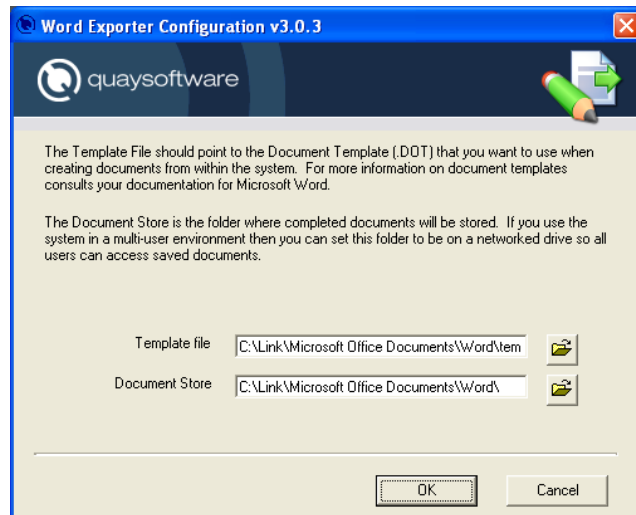 Word Exporter Configuration v3.0.3
quaysoftware
The Template File should point to the Document Template (.DOT) that you want to use when
creating documents from within the system. For more information on document templates
consults your documentation for Microsoft Word.
The Document Store is the folder where completed documents will be stored. If you use the
system in a multi-user environment then you can set this folder to be on a networked drive so all
users can access saved documents.
Template file C:\Link\Microsoft Office Documents\Word\tem
Document Store C:\Link\Microsoft Office Documents\Word\
OK Cancel